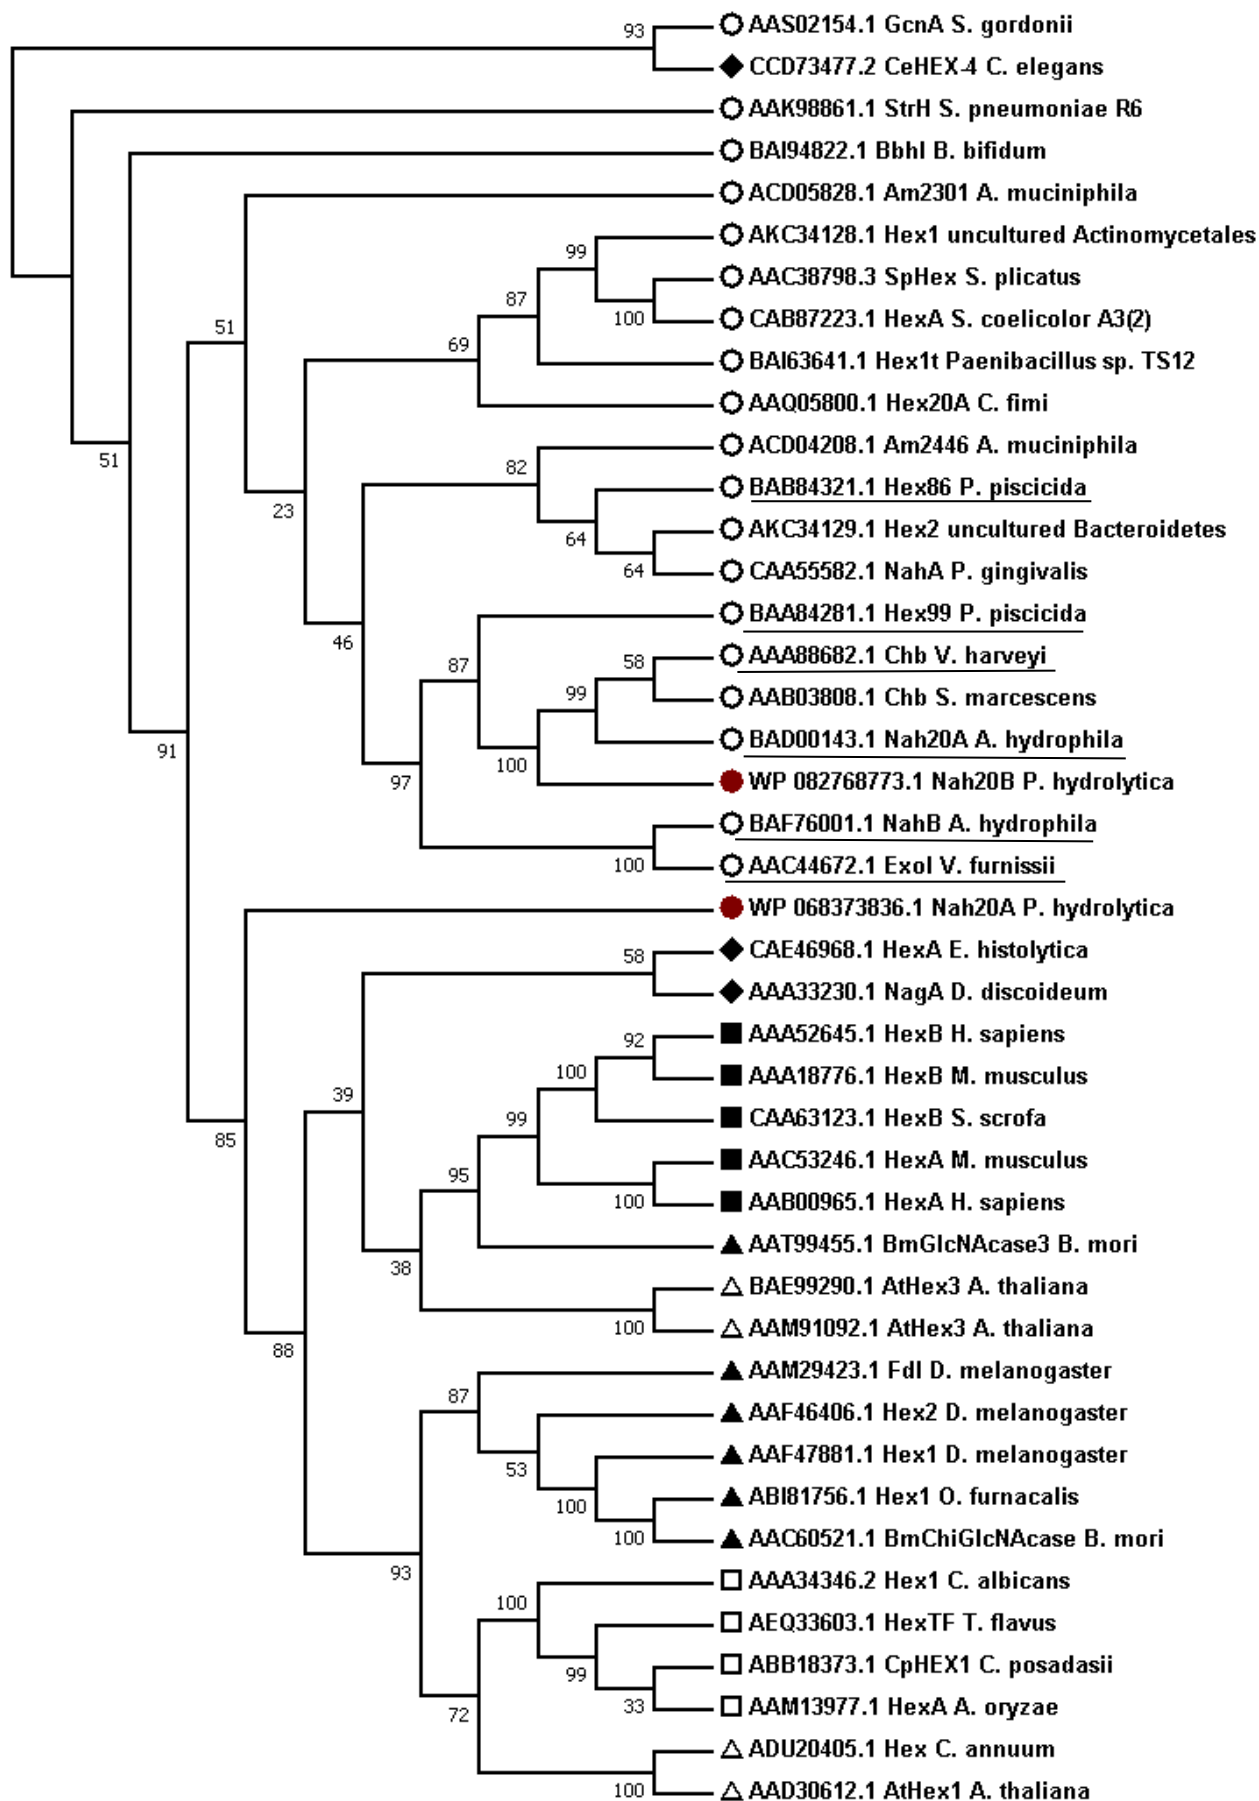 93
AAS02154.1 GcnA S. gordonii
CCD73477.2 CeHEX-4 C. elegans
AAK98861.1 StrH S. pneumoniae R6
BAI94822.1 BbhI B. bifidum
ACD05828.1 Am2301 A. muciniphila
AKC34128.1 Hex1 uncultured Actinomycetales
99
AAC38798.3 SpHex S. plicatus
87
100
CAB87223.1 HexA S. coelicolor A3(2)
51
69
BAI63641.1 Hex1t Paenibacillus sp. TS12
AAQ05800.1 Hex20A C. fimi
ACD04208.1 Am2446 A. muciniphila
51
82
BAB84321.1 Hex86 P. piscicida
23
AKC34129.1 Hex2 uncultured Bacteroidetes
64
64
CAA55582.1 NahA P. gingivalis
BAA84281.1 Hex99 P. piscicida
46
AAA88682.1 Chb V. harveyi
87
58
AAB03808.1 Chb S. marcescens
99
BAD00143.1 Nah20A A. hydrophila
91
100
97
WP 082768773.1 Nah20B P. hydrolytica
BAF76001.1 NahB A. hydrophila
100
AAC44672.1 ExoI V. furnissii
WP 068373836.1 Nah20A P. hydrolytica
58
CAE46968.1 HexA E. histolytica
AAA33230.1 NagA D. discoideum
92
AAA52645.1 HexB H. sapiens
100
AAA18776.1 HexB M. musculus
39
99
CAA63123.1 HexB S. scrofa
85
AAC53246.1 HexA M. musculus
95
100
AAB00965.1 HexA H. sapiens
AAT99455.1 BmGlcNAcase3 B. mori
38
BAE99290.1 AtHex3 A. thaliana
100
AAM91092.1 AtHex3 A. thaliana
88
AAM29423.1 Fdl D. melanogaster
87
AAF46406.1 Hex2 D. melanogaster
53
AAF47881.1 Hex1 D. melanogaster
100
ABI81756.1 Hex1 O. furnacalis
100
AAC60521.1 BmChiGlcNAcase B. mori
93
AAA34346.2 Hex1 C. albicans
100
AEQ33603.1 HexTF T. flavus
99
ABB18373.1 CpHEX1 C. posadasii
33
AAM13977.1 HexA A. oryzae
72
ADU20405.1 Hex C. annuum
100
AAD30612.1 AtHex1 A. thaliana